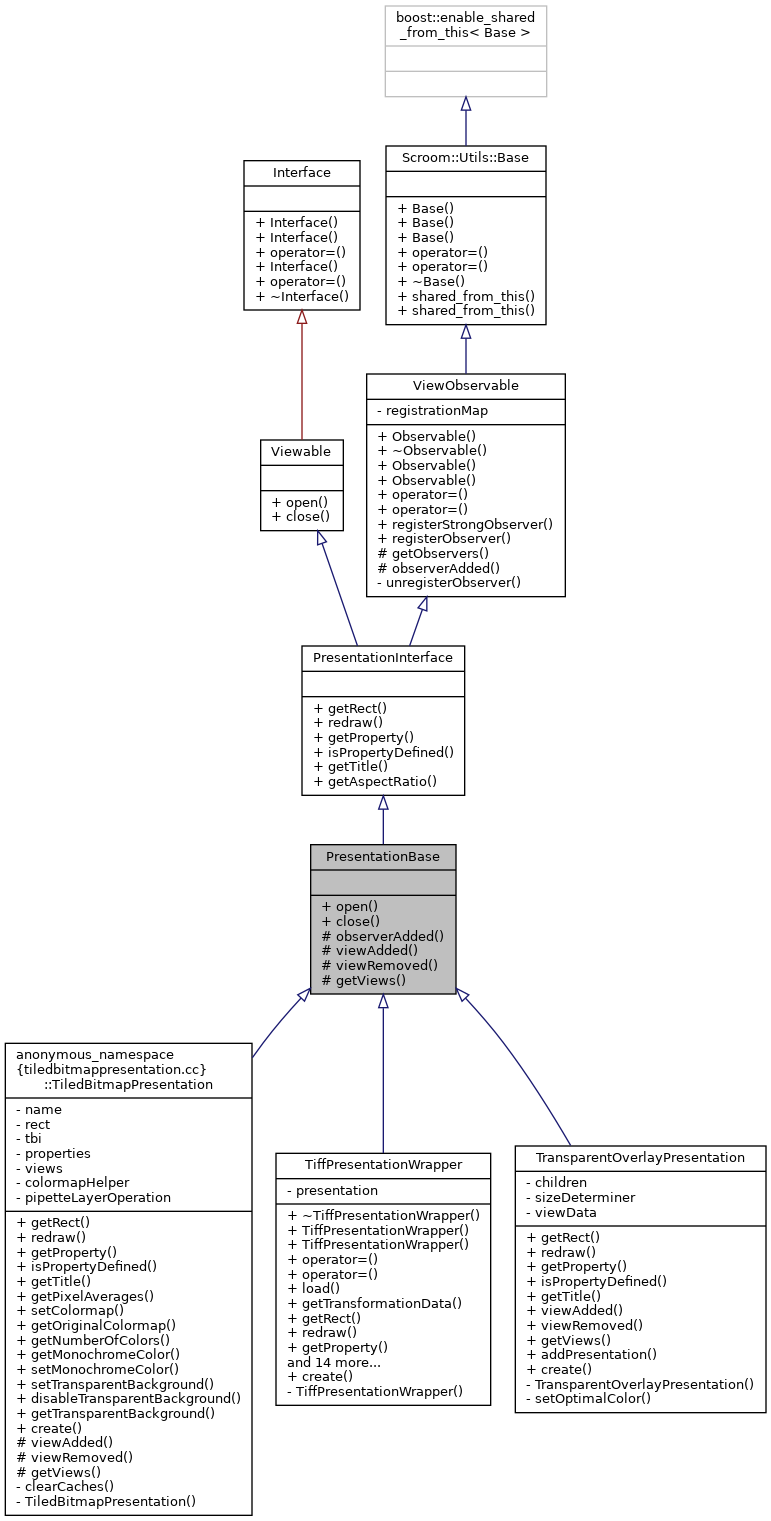 boost::enable_shared
_from_this< Base >
Interface
+ Interface()
+ Interface()
+ operator=()
+ Interface()
+ operator=()
+ ~Interface()
Scroom::Utils::Base
+ Base()
+ Base()
+ Base()
+ operator=()
+ operator=()
+ ~Base()
+ shared_from_this()
+ shared_from_this()
Viewable
+ open()
+ close()
ViewObservable
- registrationMap
+ Observable()
+ ~Observable()
+ Observable()
+ Observable()
+ operator=()
+ operator=()
+ registerStrongObserver()
+ registerObserver()
# getObservers()
# observerAdded()
- unregisterObserver()
PresentationInterface
+ getRect()
+ redraw()
+ getProperty()
+ isPropertyDefined()
+ getTitle()
+ getAspectRatio()
PresentationBase
+ open()
+ close()
# observerAdded()
# viewAdded()
# viewRemoved()
# getViews()
anonymous_namespace
{tiledbitmappresentation.cc}
::TiledBitmapPresentation
- name
- rect
- tbi
- properties
- views
- colormapHelper
- pipetteLayerOperation
+ getRect()
+ redraw()
+ getProperty()
+ isPropertyDefined()
+ getTitle()
+ getPixelAverages()
+ setColormap()
+ getOriginalColormap()
+ getNumberOfColors()
+ getMonochromeColor()
+ setMonochromeColor()
+ setTransparentBackground()
+ disableTransparentBackground()
+ getTransparentBackground()
+ create()
# viewAdded()
# viewRemoved()
# getViews()
- clearCaches()
- TiledBitmapPresentation()
TiffPresentationWrapper
- presentation
+ ~TiffPresentationWrapper()
+ TiffPresentationWrapper()
+ TiffPresentationWrapper()
+ operator=()
+ operator=()
+ load()
+ getTransformationData()
+ getRect()
+ redraw()
+ getProperty()
and 14 more...
+ create()
- TiffPresentationWrapper()
TransparentOverlayPresentation
- children
- sizeDeterminer
- viewData
+ getRect()
+ redraw()
+ getProperty()
+ isPropertyDefined()
+ getTitle()
+ viewAdded()
+ viewRemoved()
+ getViews()
+ addPresentation()
+ create()
- TransparentOverlayPresentation()
- setOptimalColor()